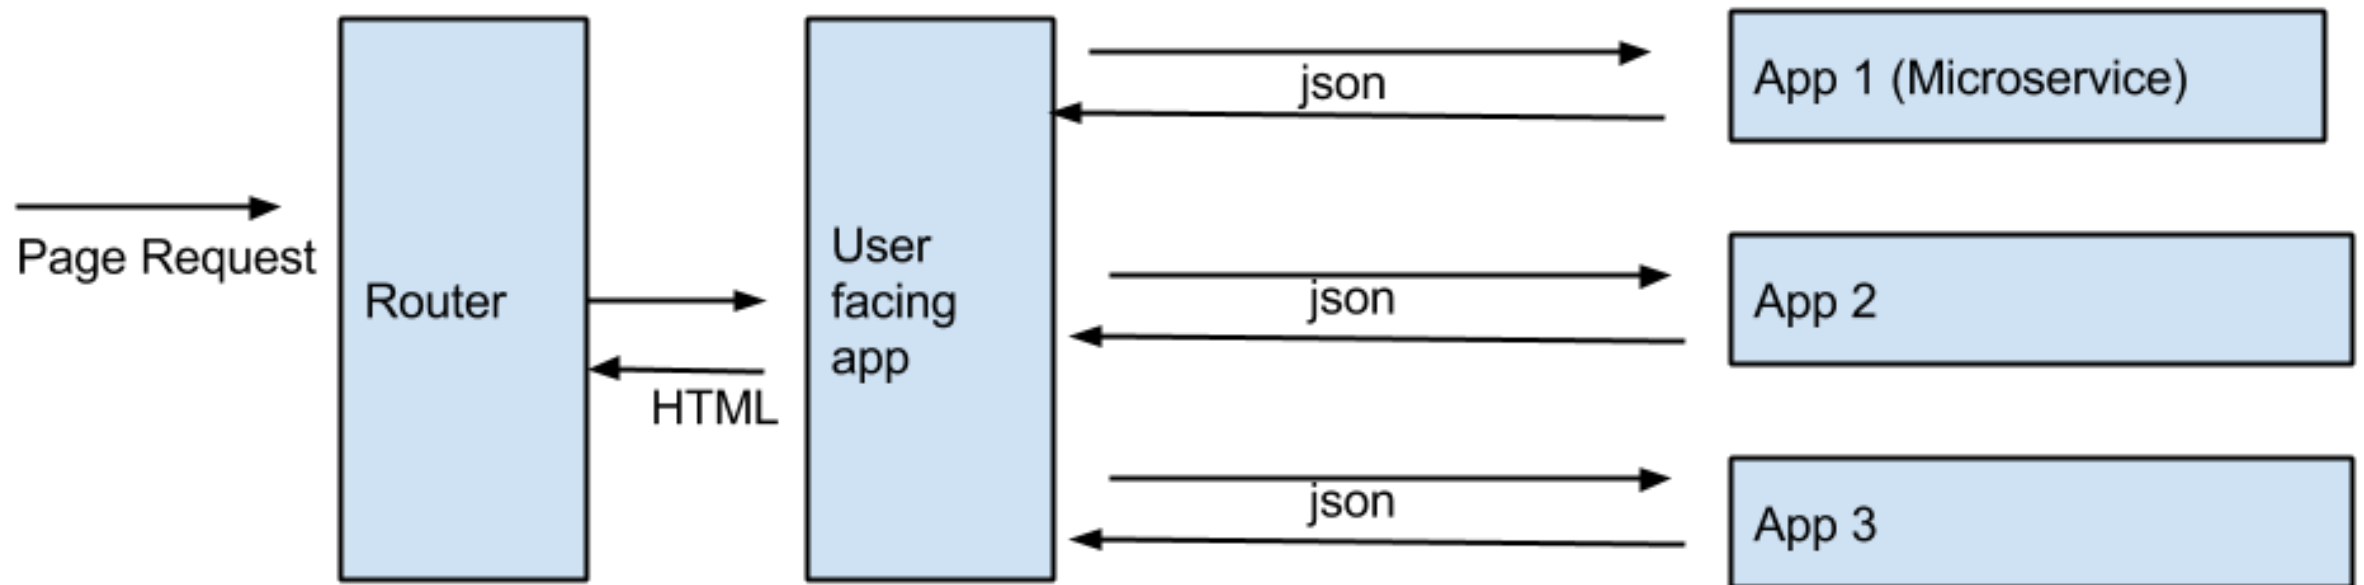 Page Request
Router
HTML
User
facing
app
json
App 1 (Microservice)
json
App 2
json
App 3